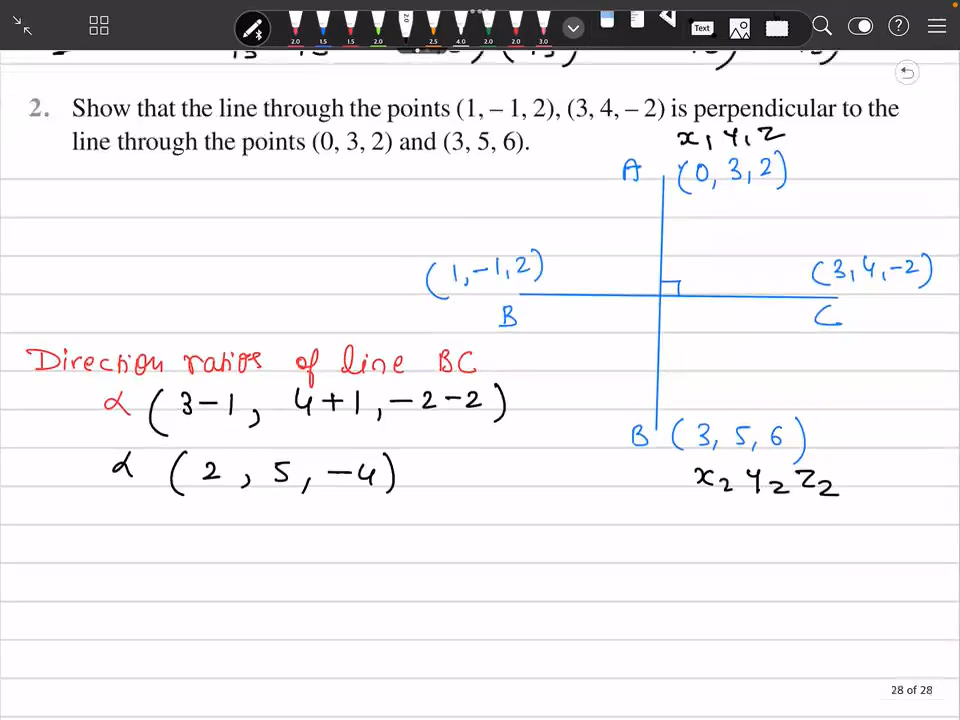 Text
2. Show that the line through the points (1, – 1, 2), (3, 4, – 2) is perpendicular to the
line through the points (0, 3, 2) and (3, 5, 6).
x, y, z
A (0, 3, 2)
(1, -1, 2) (3, 4, -2)
B C
Direction ratios of line BC
α (3-1, 4+1, -2-2)
B (3, 5, 6)
α (2, 5, -4)
x2 y2 z2
28 of 28